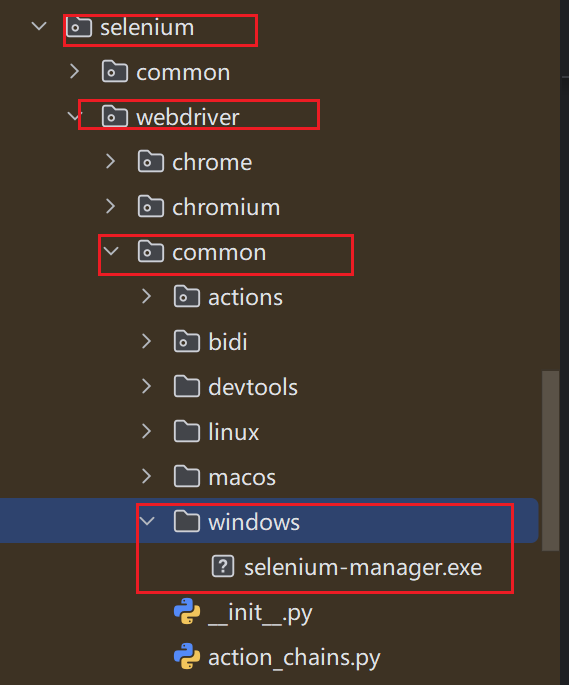 selenium
common
webdriver
chrome
chromium
common
actions
bidi
devtools
linux
macos
windows
selenium-manager.exe
__init__.py
action_chains.py